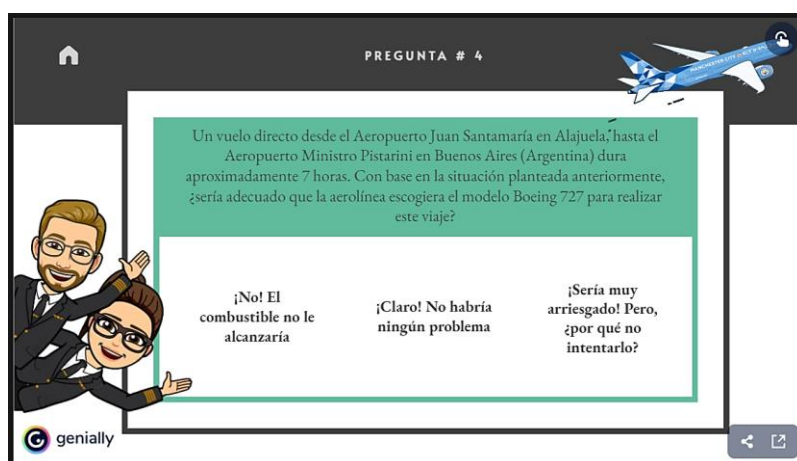 PREGUNTA # 4
Un vuelo directo desde el Aeropuerto Juan Santamaría en Alajuela, hasta el
Aeropuerto Ministro Pistarini en Buenos Aires (Argentina) dura
aproximadamente 7 horas. Con base en la situación planteada anteriormente,
¿sería adecuado que la aerolínea escogiera el modelo Boeing 727 para realizar
este viaje?
¡No! El
combustible no le
alcanzaría
¡Claro! No habría
ningún problema
¡Sería muy
arriesgado! Pero,
¿por qué no
intentarlo?
genially